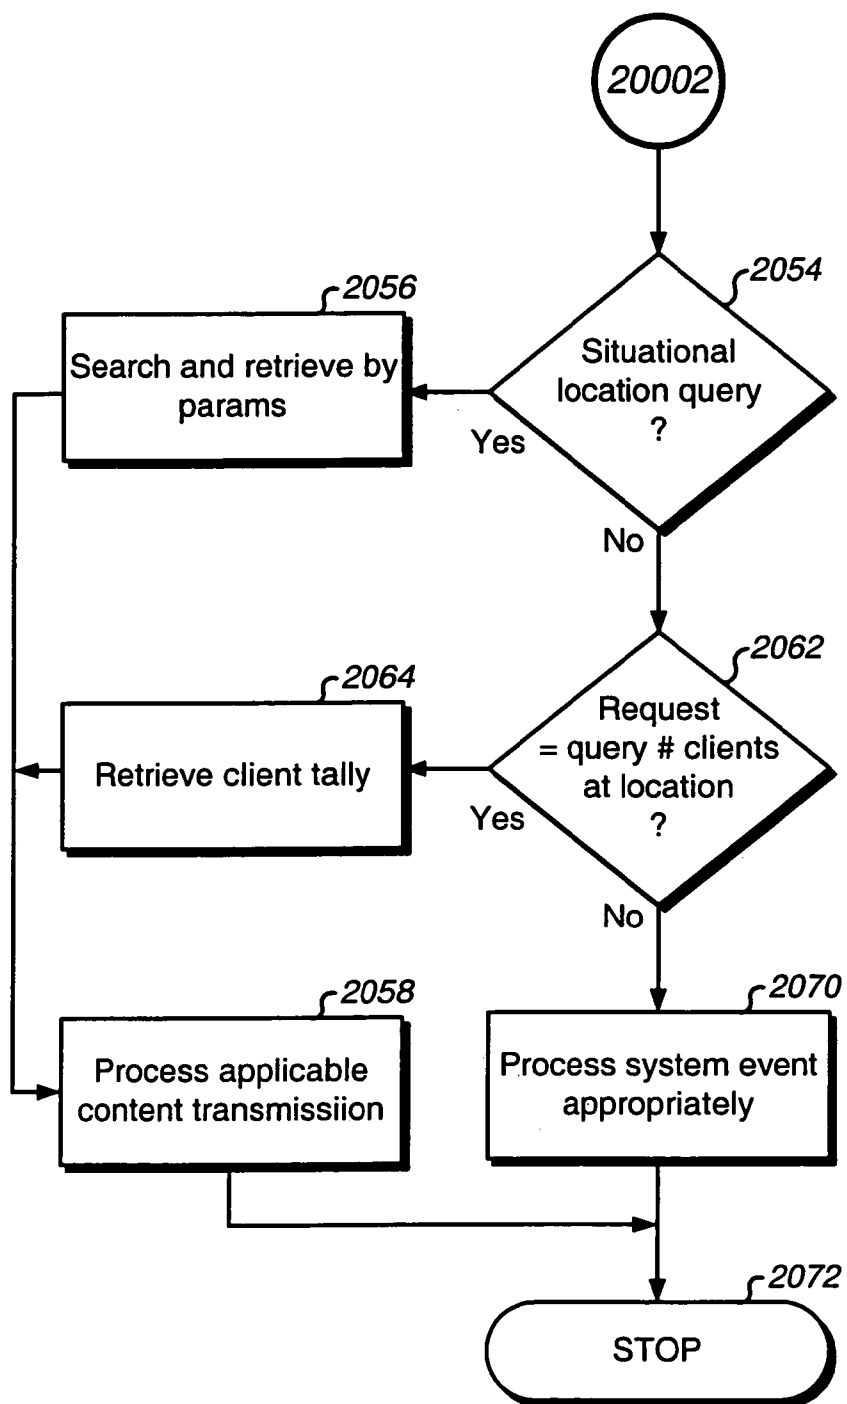 20002
2054
Situational
location query
?
Yes
No
2056
Search and retrieve by
params
2062
Request
= query # clients
at location
?
Yes
No
2064
Retrieve client tally
2058
Process applicable
content transmissiion
2070
Process system event
appropriately
2072
STOP